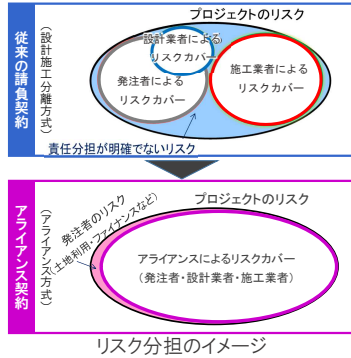 従来の請負契約
（設計施工分離方式）
プロジェクトのリスク
設計業者による
リスクカバー
発注者による
リスクカバー
施工業者による
リスクカバー
責任分担が明確でないリスク
アライアンス契約
（アライアンス方式）
プロジェクトのリスク
発注者のリスク
（土地利用・ファイナンスなど）
アライアンスによるリスクカバー
（発注者・設計業者・施工業者）
リスク分担のイメージ